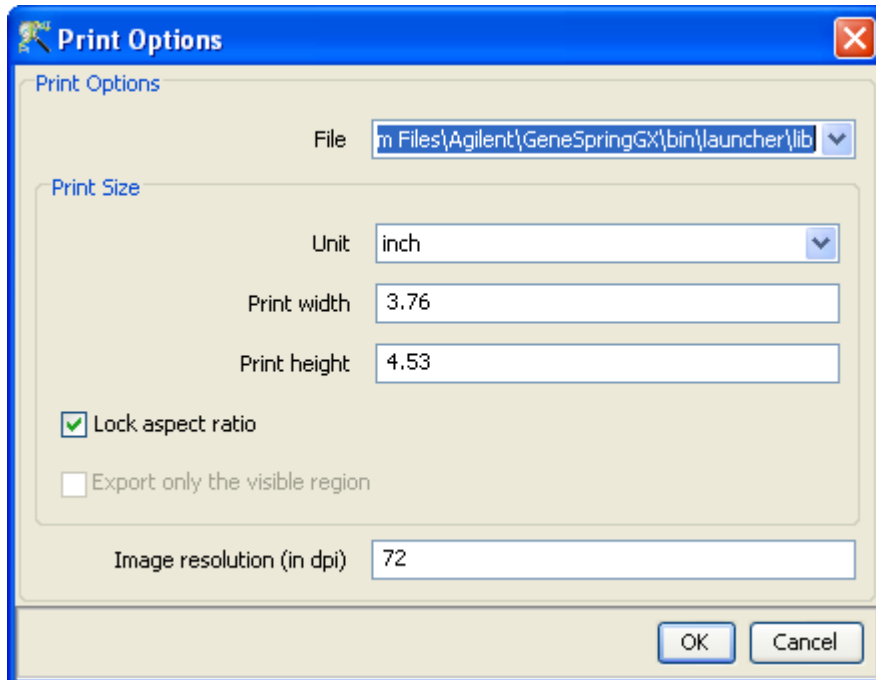 Print Options
Print Options
File m Files\Agilent\GeneSpringGX\bin\launcher\lib
Print Size
Unit inch
Print width 3.76
Print height 4.53
Lock aspect ratio
Export only the visible region
Image resolution (in dpi) 72
OK Cancel